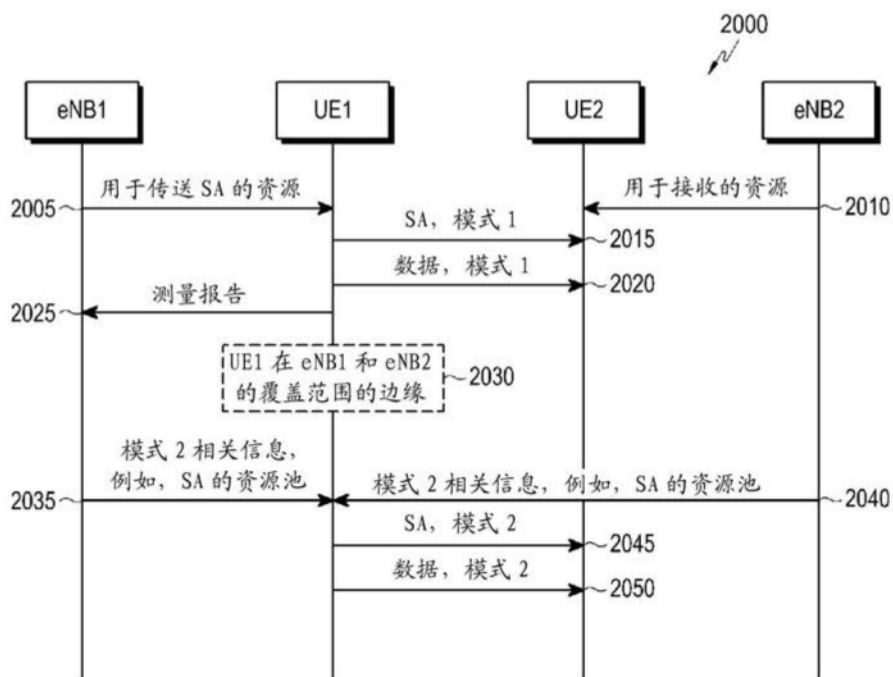 2000
eNB1
UE1
UE2
eNB2
用于传送 SA 的资源
2005
用于接收的资源
2010
SA, 模式 1
2015
数据, 模式 1
2020
测量报告
2025
UE1 在 eNB1 和 eNB2
的覆盖范围的边缘
2030
模式 2 相关信息,
例如, SA 的资源池
2035
模式 2 相关信息, 例如, SA 的资源池
2040
SA, 模式 2
2045
数据, 模式 2
2050